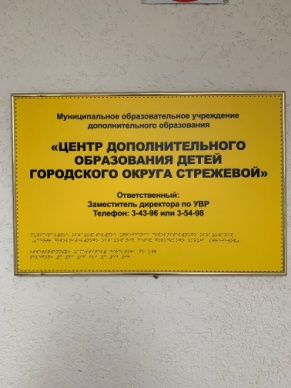 Муниципальное образовательное учреждение
дополнительного образования
«ЦЕНТР ДОПОЛНИТЕЛЬНОГО
ОБРАЗОВАНИЯ ДЕТЕЙ
ГОРОДСКОГО ОКРУГА СТРЕЖЕВОЙ»
Ответственный:
Заместитель директора по УВР
Телефон: 3-43-96 или 3-54-98